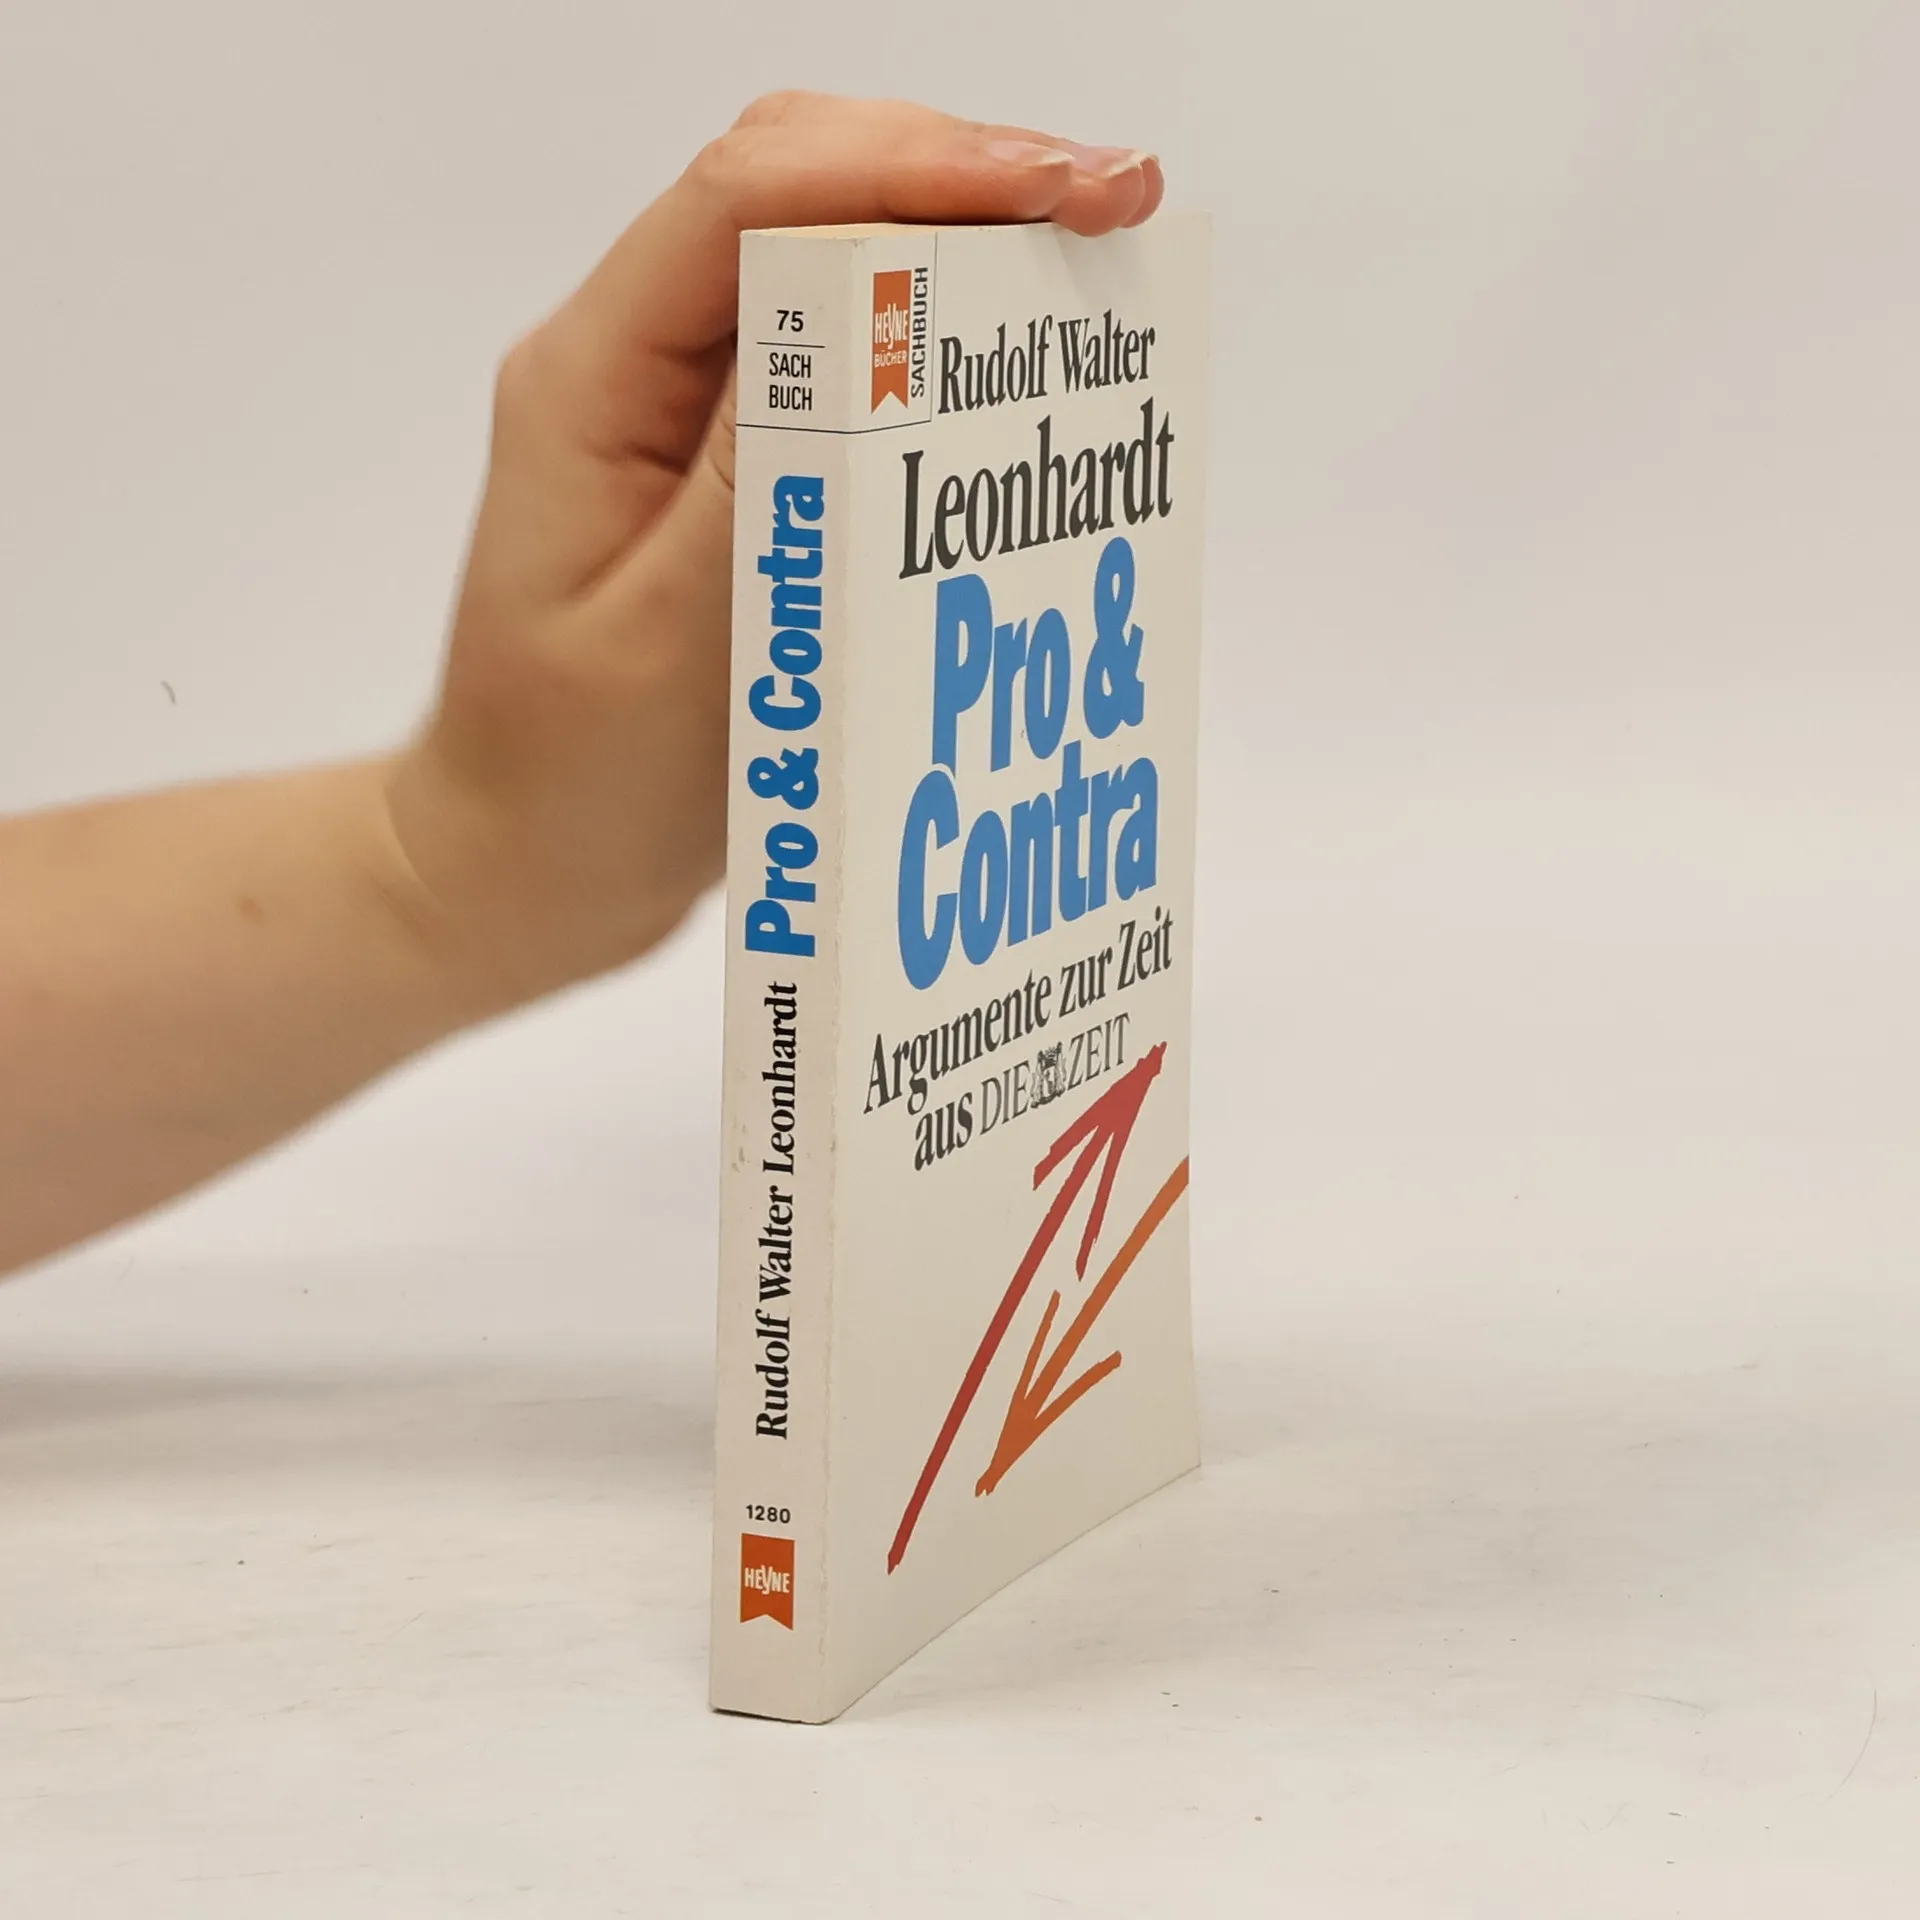 75
SACH
BUCH
Pro & Contra
Rudolf Walter Leonhardt
1280
HEYNE
HEYNE
BÜCHER
SACHBUCH
Rudolf Walter
Leonhardt
Pro &
Contra
Argumente zur Zeit
aus DIE ZEIT